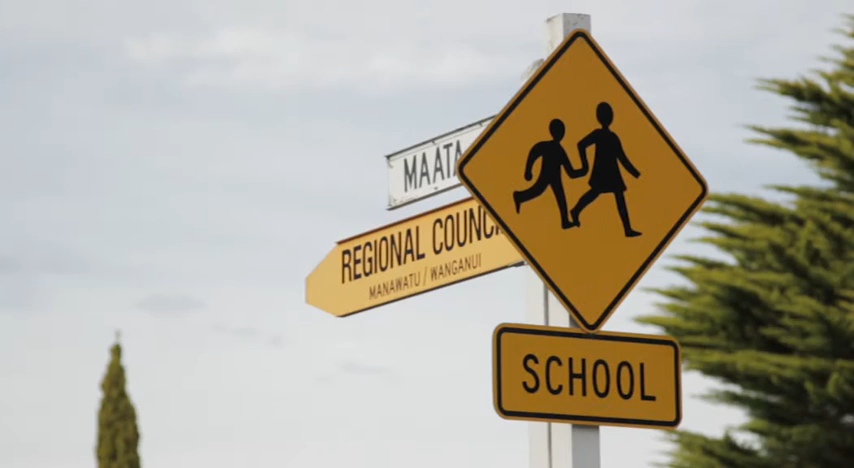 MAATA
REGIONAL COUNC
MANAWATU / WANGANUI
SCHOOL